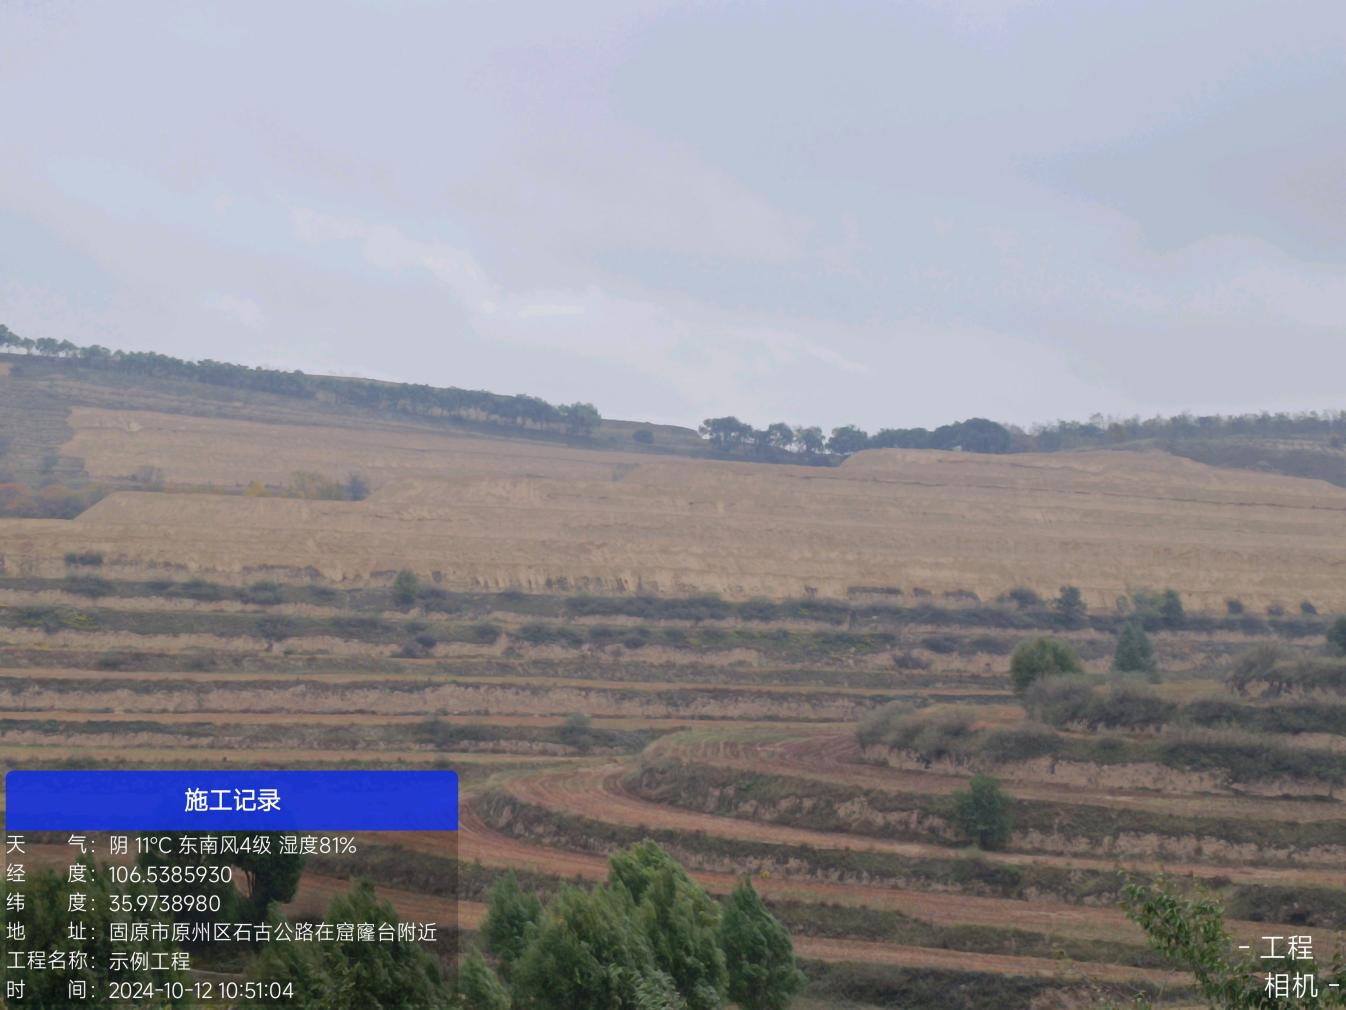 施工记录
天气：阴 11℃ 东南风4级 湿度81%
经度：106.5385930
纬度：35.9738980
地址：固原市原州区石古公路在窟窿台附近
工程名称：示例工程
时间：2024-10-12 10:51:04
- 工程
相机 -